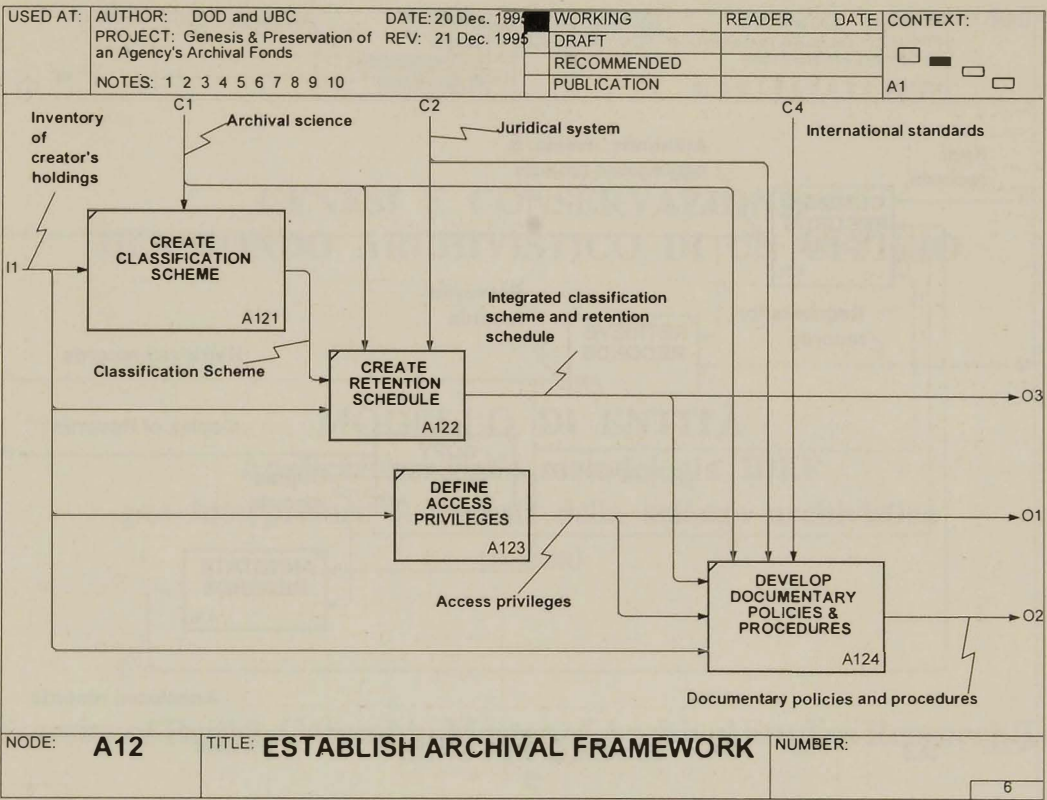 USED AT:
AUTHOR: DOD and UBC
DATE: 20 Dec. 1995
PROJECT: Genesis & Preservation of
an Agency's Archival Fonds
REV: 21 Dec. 1995
NOTES: 1 2 3 4 5 6 7 8 9 10
WORKING
DRAFT
RECOMMENDED
PUBLICATION
READER DATE
CONTEXT:
A1
C1
C2
C4
Inventory
of
creator's
holdings
Archival science
Juridical system
International standards
I1
CREATE
CLASSIFICATION
SCHEME
A121
Classification Scheme
Integrated classification
scheme and retention
schedule
CREATE
RETENTION
SCHEDULE
A122
O3
DEFINE
ACCESS
PRIVILEGES
A123
O1
Access privileges
DEVELOP
DOCUMENTARY
POLICIES &
PROCEDURES
A124
O2
Documentary policies and procedures
NODE: A12
TITLE: ESTABLISH ARCHIVAL FRAMEWORK
NUMBER:
6